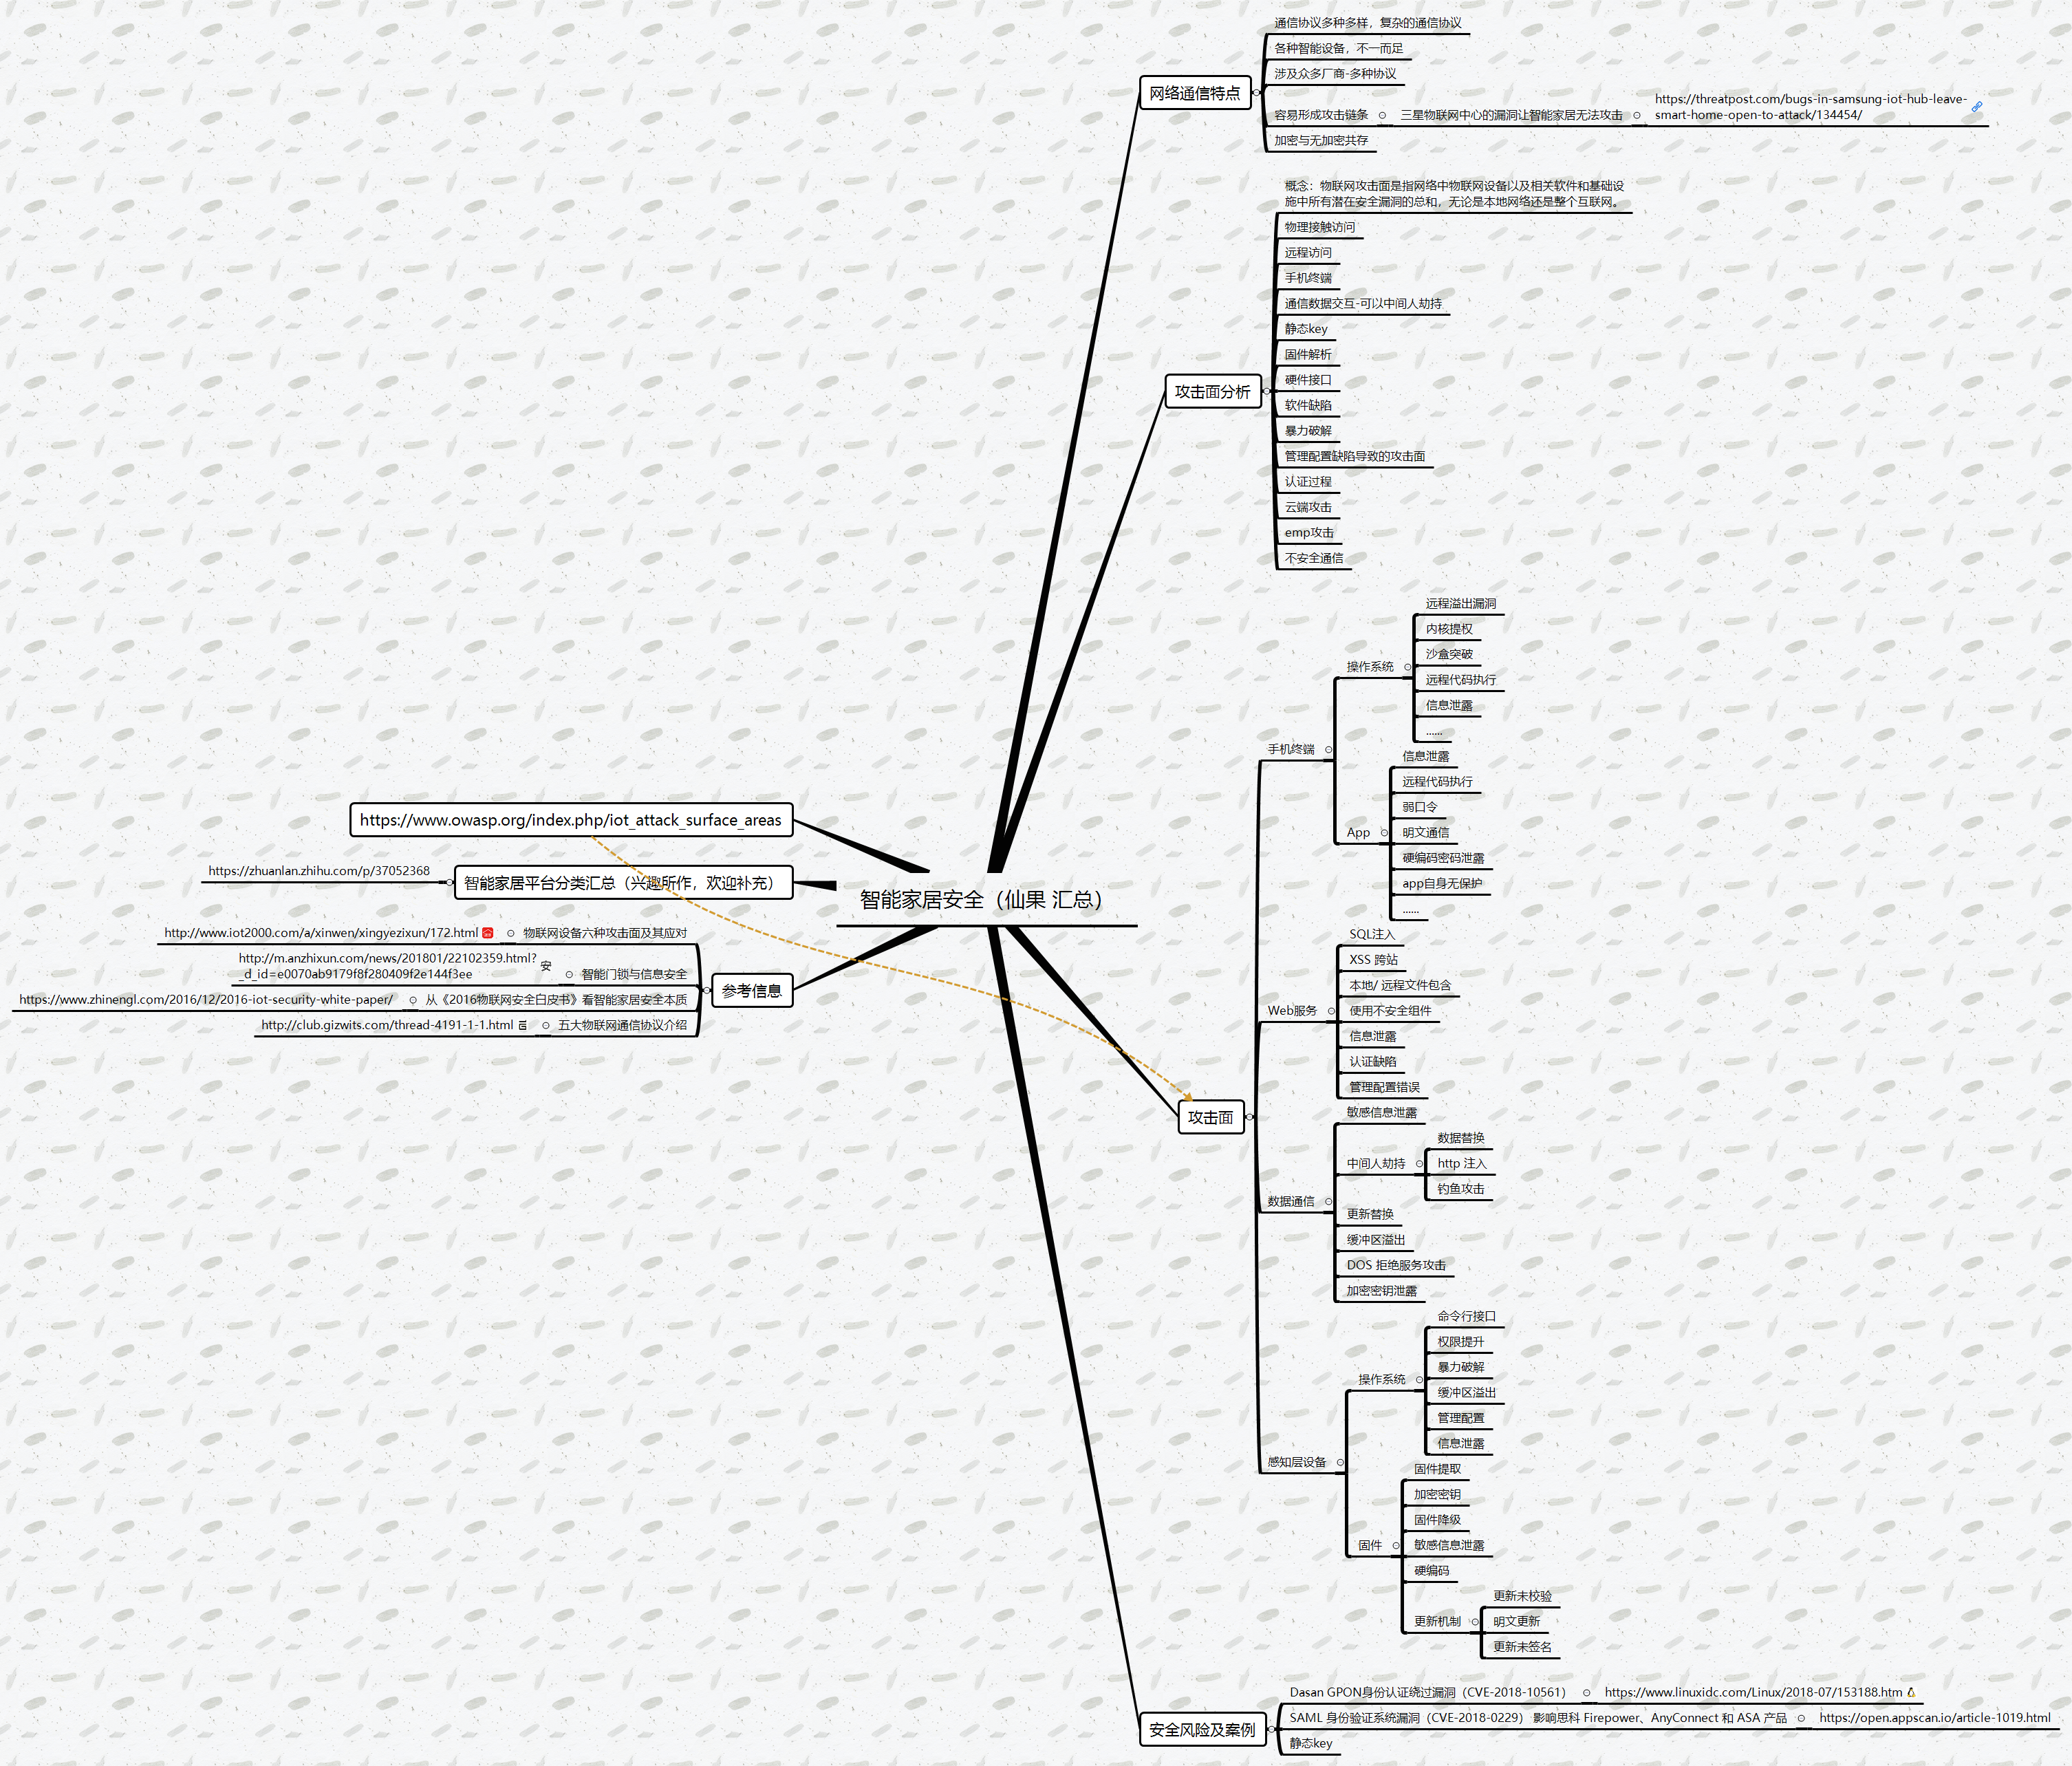 智能家居安全（仙果 汇总）
网络通信特点
通信协议多种多样，复杂的通信协议
各种智能设备，不一而足
涉及众多厂商-多种协议
容易形成攻击链条
三星物联网中心的漏洞让智能家居无法攻击
https://threatpost.com/bugs-in-samsung-iot-hub-leave-
smart-home-open-to-attack/134454/
加密与无加密共存
攻击面分析
概念：物联网攻击面是指网络中物联网设备以及相关软件和基础设
施中所有潜在安全漏洞的总和，无论是本地网络还是整个互联网。
物理接触访问
远程访问
手机终端
通信数据交互-可以中间人劫持
静态key
固件解析
硬件接口
软件缺陷
暴力破解
管理配置缺陷导致的攻击面
认证过程
云端攻击
emp攻击
不安全通信
攻击面
手机终端
操作系统
远程溢出漏洞
内核提权
沙盒突破
远程代码执行
信息泄露
......
App
信息泄露
远程代码执行
弱口令
明文通信
硬编码密码泄露
app自身无保护
......
Web服务
SQL注入
XSS 跨站
本地/ 远程文件包含
使用不安全组件
信息泄露
认证缺陷
管理配置错误
数据通信
敏感信息泄露
中间人劫持
数据替换
http 注入
钓鱼攻击
更新替换
缓冲区溢出
DOS 拒绝服务攻击
加密密钥泄露
感知层设备
操作系统
命令行接口
权限提升
暴力破解
缓冲区溢出
管理配置
信息泄露
固件
固件提取
加密密钥
固件降级
敏感信息泄露
硬编码
更新机制
更新未校验
明文更新
更新未签名
安全风险及案例
Dasan GPON身份认证绕过漏洞（CVE-2018-10561）
https://www.linuxidc.com/Linux/2018-07/153188.htm
SAML 身份验证系统漏洞（CVE-2018-0229） 影响思科 Firepower、AnyConnect 和 ASA 产品
https://open.appscan.io/article-1019.html
静态key
https://www.owasp.org/index.php/iot_attack_surface_areas
智能家居平台分类汇总（兴趣所作，欢迎补充）
https://zhuanlan.zhihu.com/p/37052368
参考信息
物联网设备六种攻击面及其应对
http://www.iot2000.com/a/xinwen/xingyezixun/172.html
智能门锁与信息安全
http://m.anzhixun.com/news/201801/22102359.html?
_d_id=e0070ab9179f8f280409f2e144f3ee
安
从《2016物联网安全白皮书》看智能家居安全本质
https://www.zhinengl.com/2016/12/2016-iot-security-white-paper/
五大物联网通信协议介绍
http://club.gizwits.com/thread-4191-1-1.html